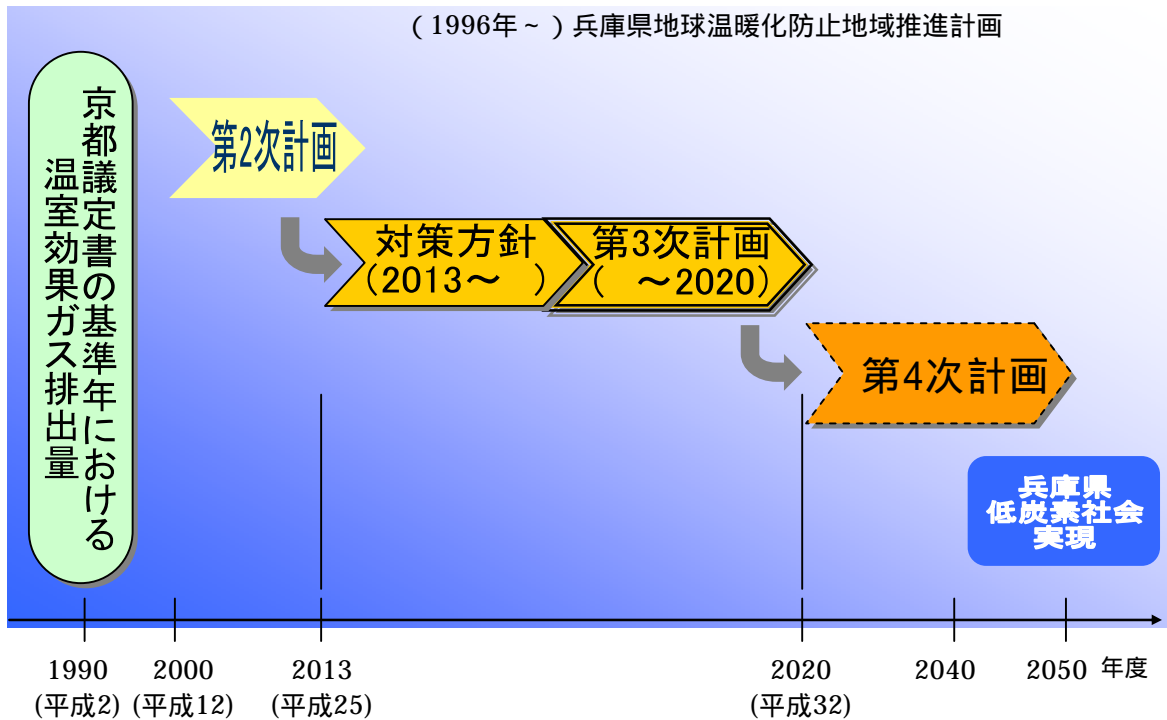 (1996年~)兵庫県地球温暖化防止地域推進計画
京都議定書の基準年における
温室効果ガス排出量
第2次計画
対策方針
(2013～　)
第3次計画
(　～2020)
第4次計画
兵庫県
低炭素社会
実現
1990 2000 2013 2020 2040 2050 年度
(平成2) (平成12) (平成25) (平成32)